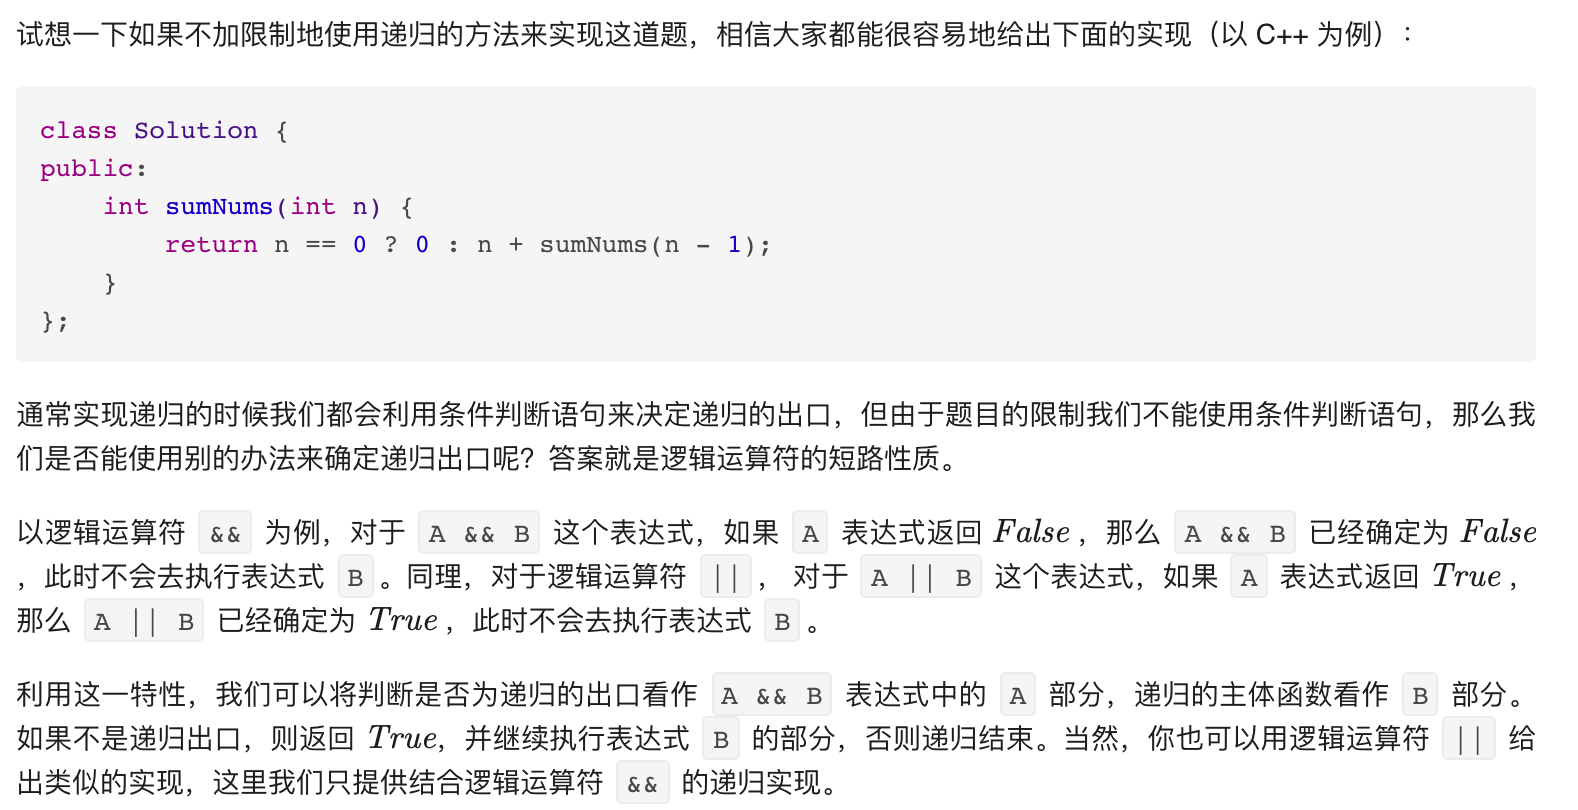 试想一下如果不加限制地使用递归的方法来实现这道题，相信大家都能很容易地给出下面的实现（以 C++ 为例）：
class Solution {
public:
    int sumNums(int n) {
        return n == 0 ? 0 : n + sumNums(n - 1);
    }
};
通常实现递归的时候我们都会利用条件判断语句来决定递归的出口，但由于题目的限制我们不能使用条件判断语句，那么我
们是否能使用别的办法来确定递归出口呢？答案就是逻辑运算符的短路性质。
以逻辑运算符 && 为例，对于 A && B 这个表达式，如果 A 表达式返回 False ，那么 A && B 已经确定为 False
，此时不会去执行表达式 B 。同理，对于逻辑运算符 || ， 对于 A || B 这个表达式，如果 A 表达式返回 True ，
那么 A || B 已经确定为 True ，此时不会去执行表达式 B 。
利用这一特性，我们可以将判断是否为递归的出口看作 A && B 表达式中的 A 部分，递归的主体函数看作 B 部分。
如果不是递归出口，则返回 True，并继续执行表达式 B 的部分，否则递归结束。当然，你也可以用逻辑运算符 || 给
出类似的实现，这里我们只提供结合逻辑运算符 && 的递归实现。